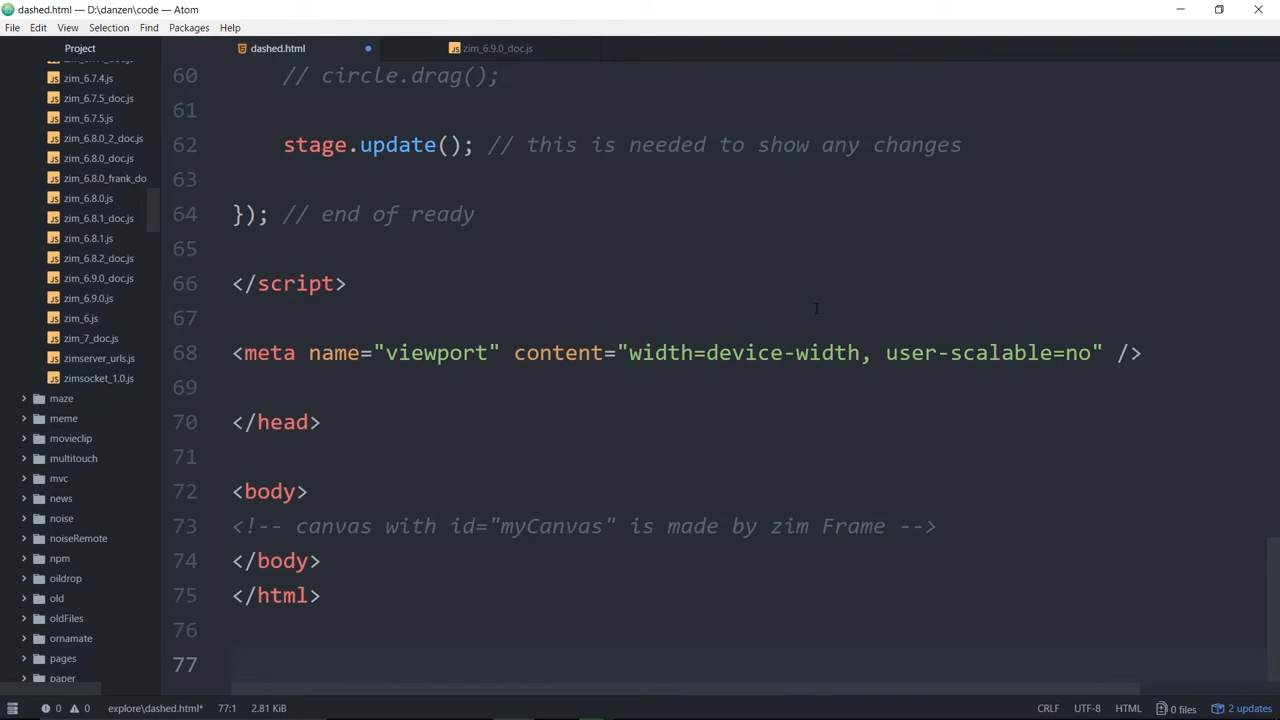 dashed.html — D:\danzen\code — Atom
File Edit View Selection Find Packages Help
Project
zim_6.7.4.js
zim_6.7.5_doc.js
zim_6.7.5.js
zim_6.8.0_2_doc.js
zim_6.8.0_doc.js
zim_6.8.0_frank_do
zim_6.8.0.js
zim_6.8.1_doc.js
zim_6.8.1.js
zim_6.8.2_doc.js
zim_6.9.0_doc.js
zim_6.9.0.js
zim_6.js
zim_7_doc.js
zimserver_urls.js
zimsocket_1.0.js
maze
meme
movieclip
multitouch
mvc
news
noise
noiseRemote
npm
oildrop
old
oldFiles
ornamate
pages
paper
dashed.html
zim_6.9.0_doc.js
60 // circle.drag();
61
62 stage.update(); // this is needed to show any changes
63
64 }); // end of ready
65
66 </script>
67
68 <meta name="viewport" content="width=device-width, user-scalable=no" />
69
70 </head>
71
72 <body>
73 <!-- canvas with id="myCanvas" is made by zim Frame -->
74 </body>
75 </html>
76
77
0 0 explore\dashed.html* 77:1 2.81 KiB CRLF UTF-8 HTML 0 files 2 updates